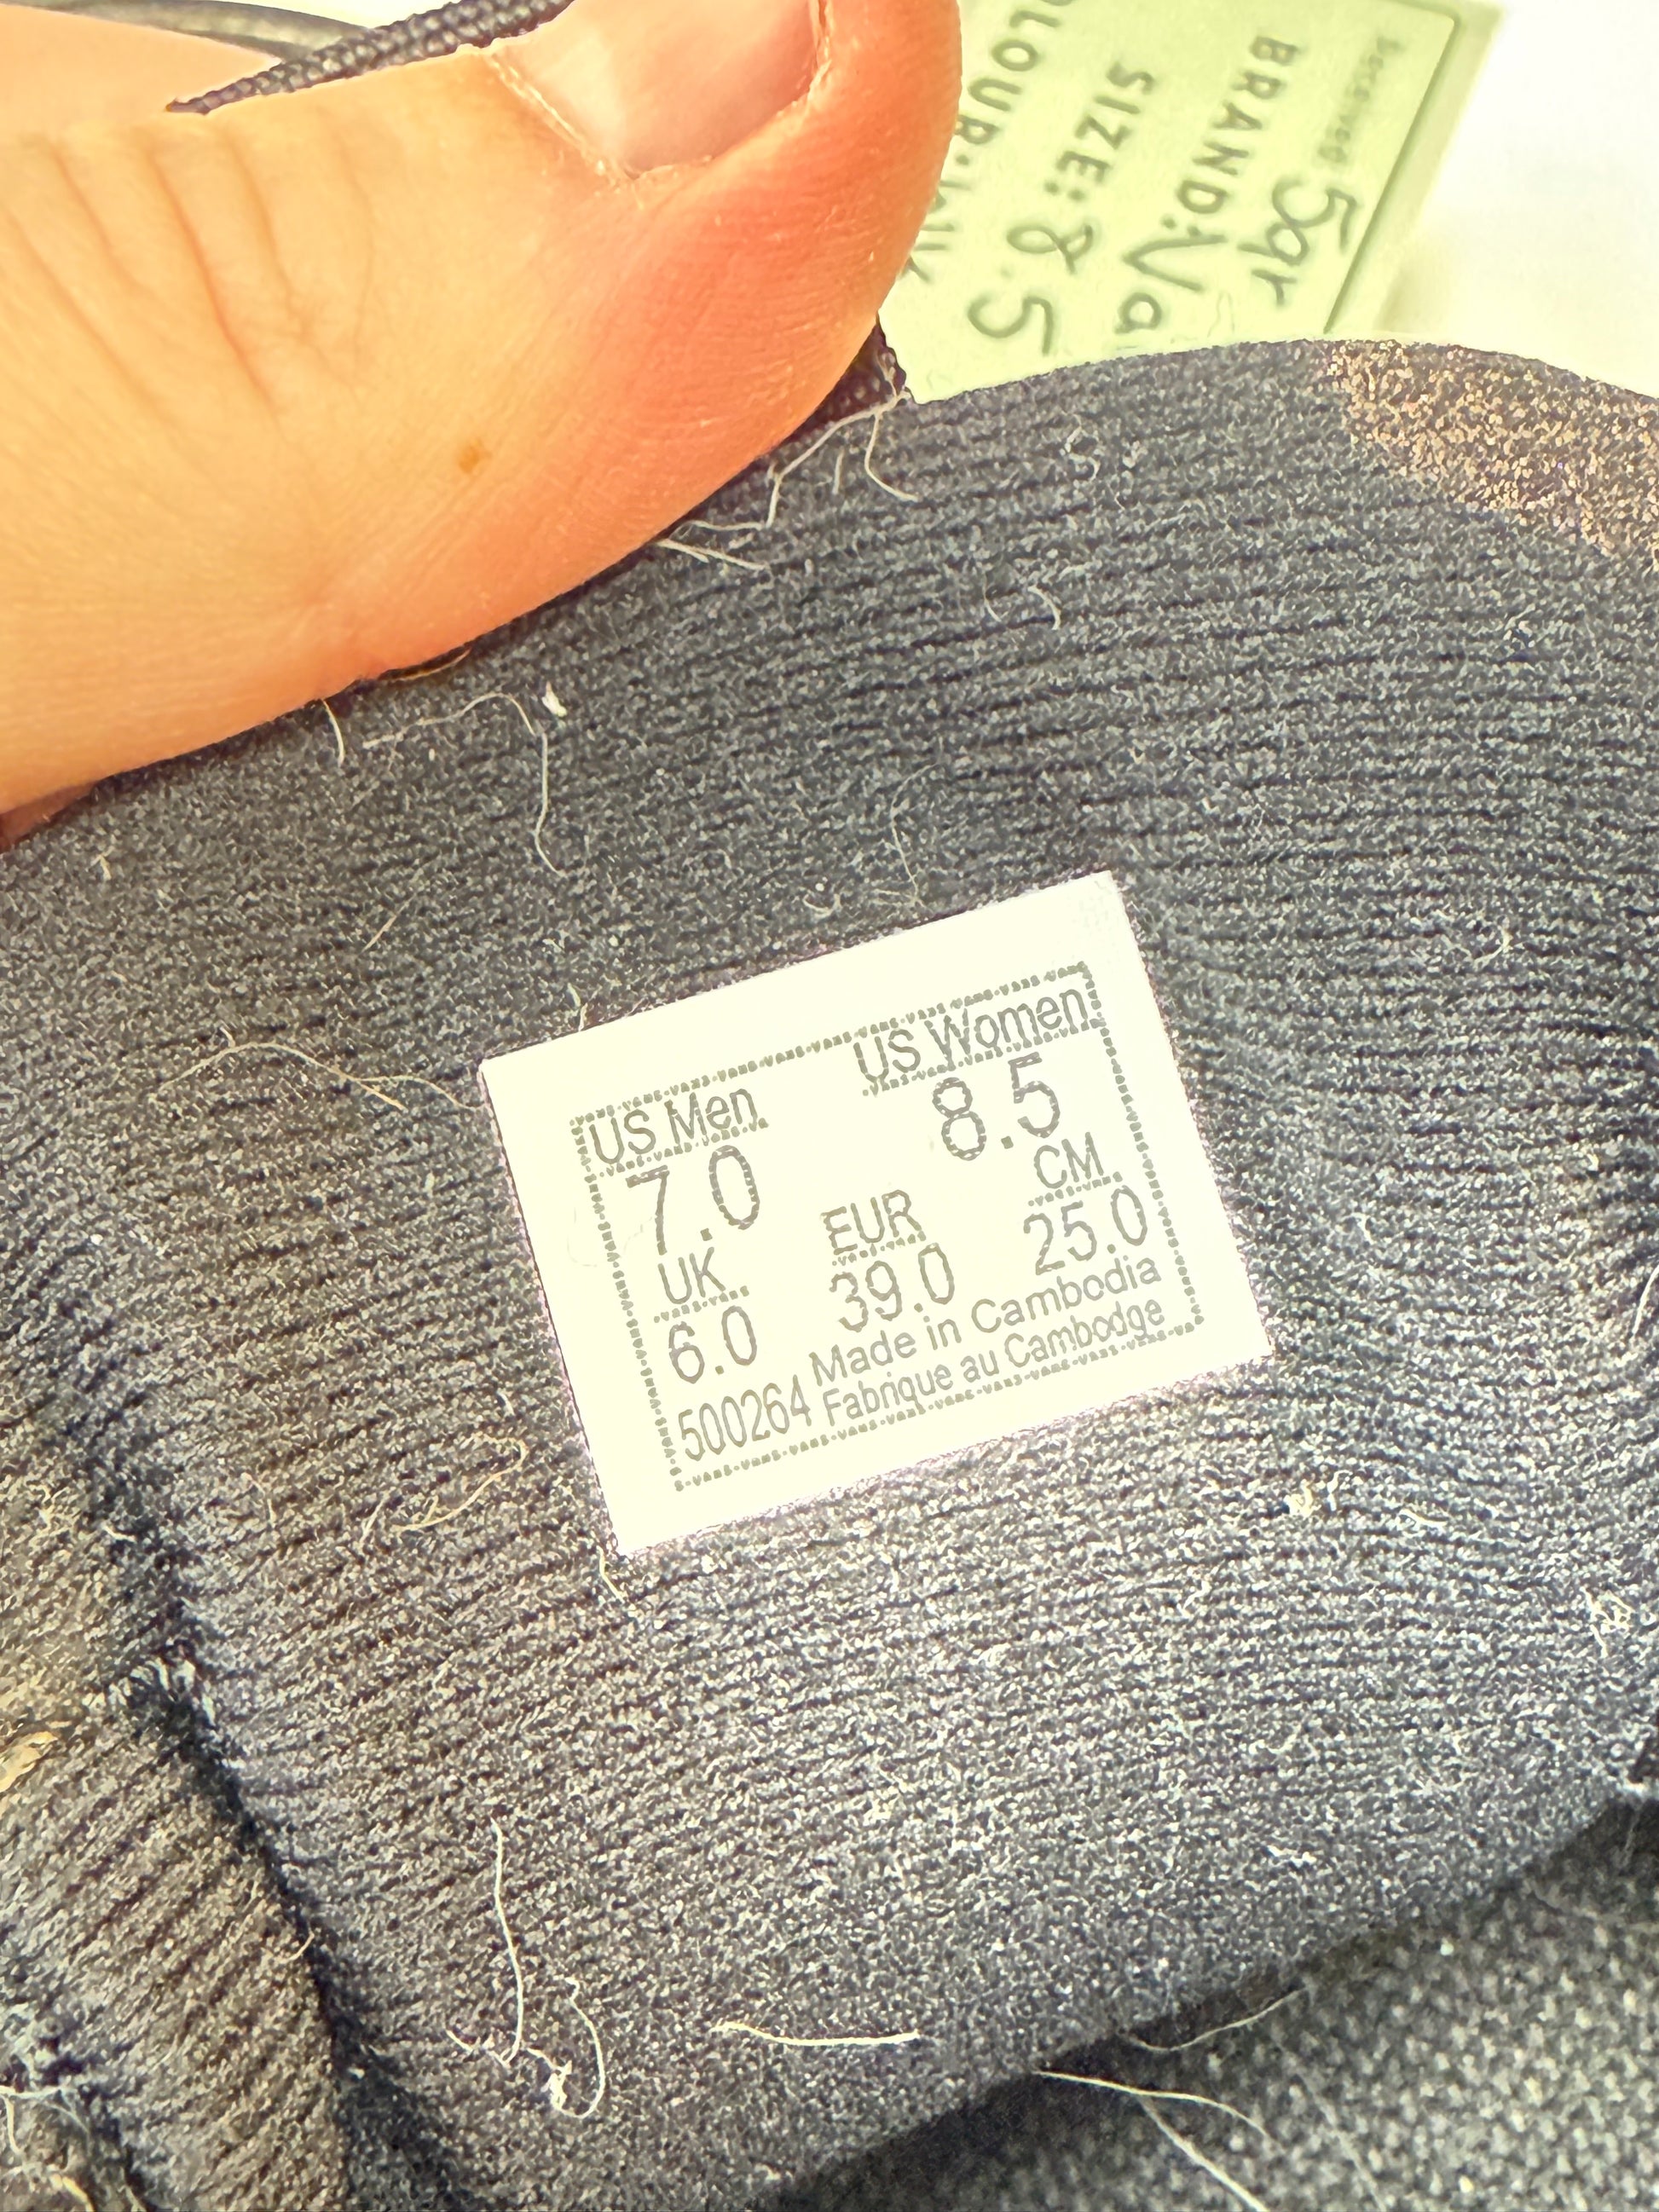 5qr
BRAND:
SIZE: 8.5
US Men US Women
7.0 8.5
UK EUR CM
6.0 39.0 25.0
500264 Made in Cambodia
Fabrique au Cambodge